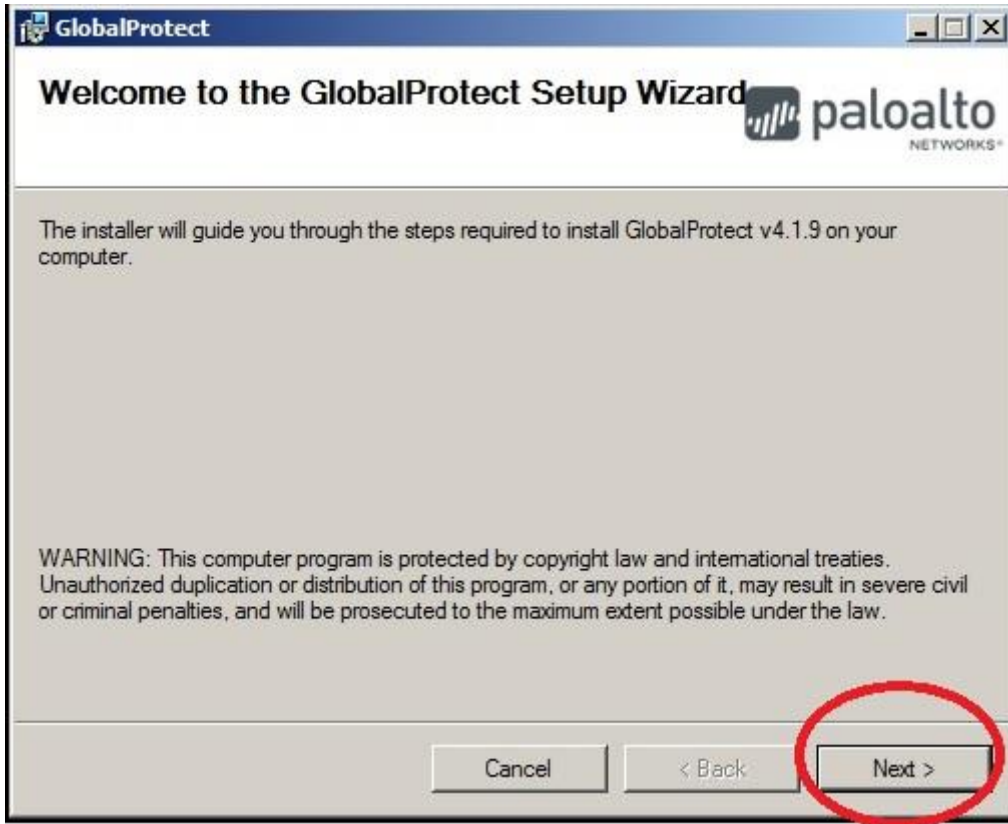 GlobalProtect
Welcome to the GlobalProtect Setup Wizard
paloalto
NETWORKS
The installer will guide you through the steps required to install GlobalProtect v4.1.9 on your
computer.
WARNING: This computer program is protected by copyright law and international treaties.
Unauthorized duplication or distribution of this program, or any portion of it, may result in severe civil
or criminal penalties, and will be prosecuted to the maximum extent possible under the law.
Cancel
< Back
Next >